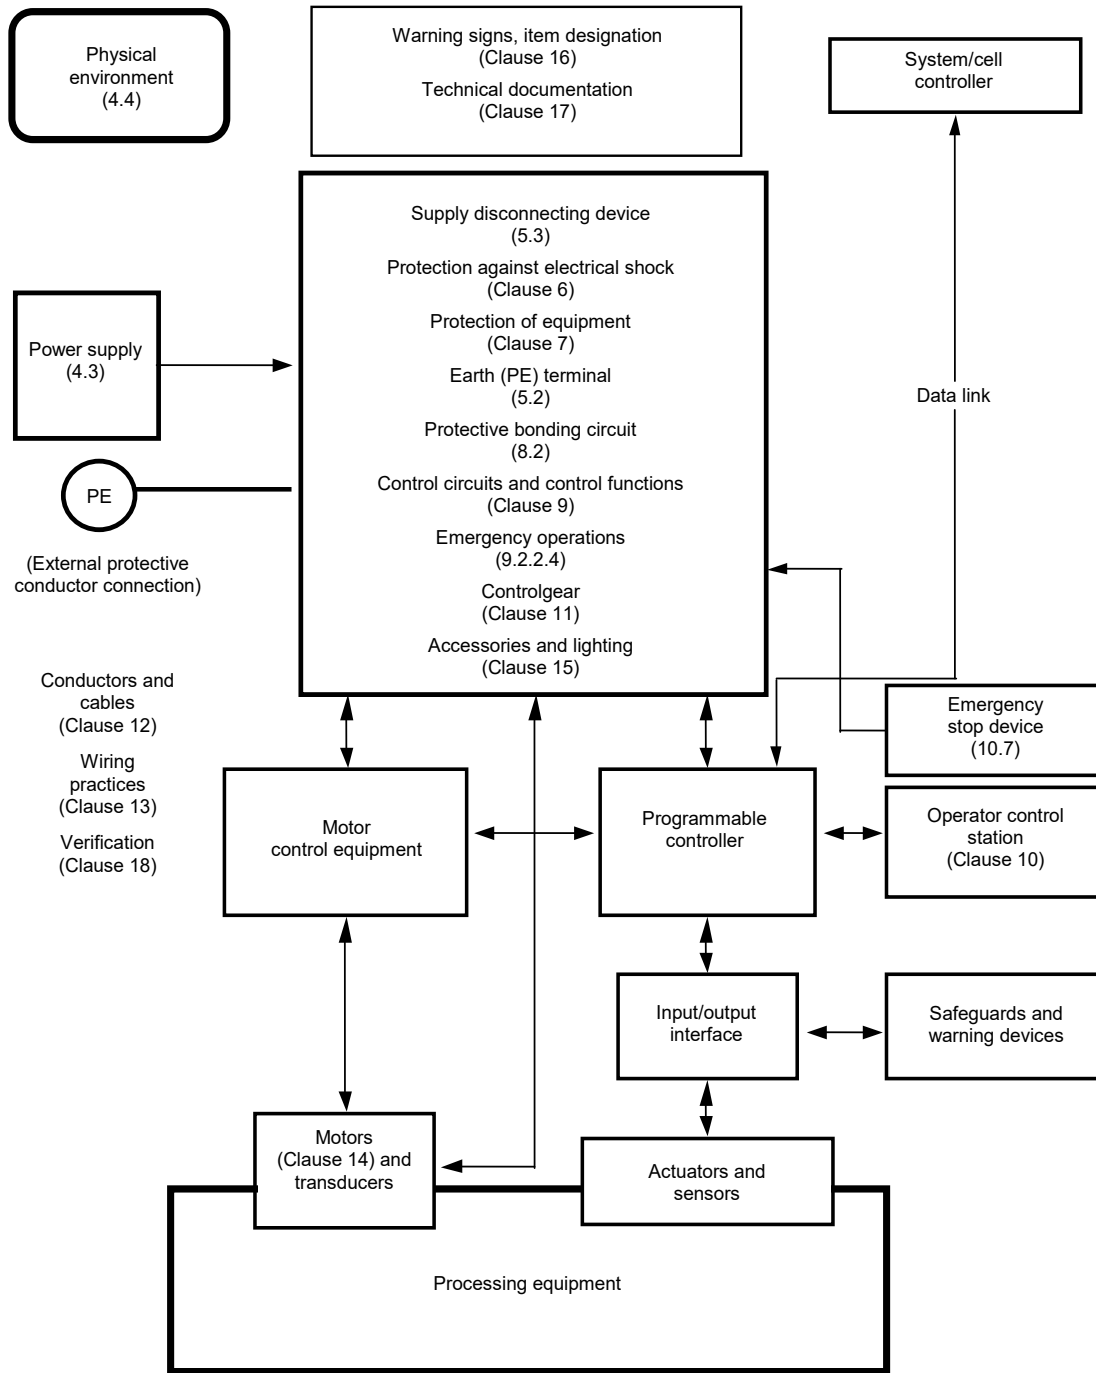 Physical
environment
(4.4)
Warning signs, item designation
(Clause 16)
Technical documentation
(Clause 17)
System/cell
controller
Supply disconnecting device
(5.3)
Protection against electrical shock
(Clause 6)
Protection of equipment
(Clause 7)
Earth (PE) terminal
(5.2)
Protective bonding circuit
(8.2)
Control circuits and control functions
(Clause 9)
Emergency operations
(9.2.2.4)
Controlgear
(Clause 11)
Accessories and lighting
(Clause 15)
Power supply
(4.3)
PE
(External protective
conductor connection)
Data link
Conductors and
cables
(Clause 12)
Wiring
practices
(Clause 13)
Verification
(Clause 18)
Emergency
stop device
(10.7)
Motor
control equipment
Programmable
controller
Operator control
station
(Clause 10)
Input/output
interface
Safeguards and
warning devices
Motors
(Clause 14) and
transducers
Actuators and
sensors
Processing equipment